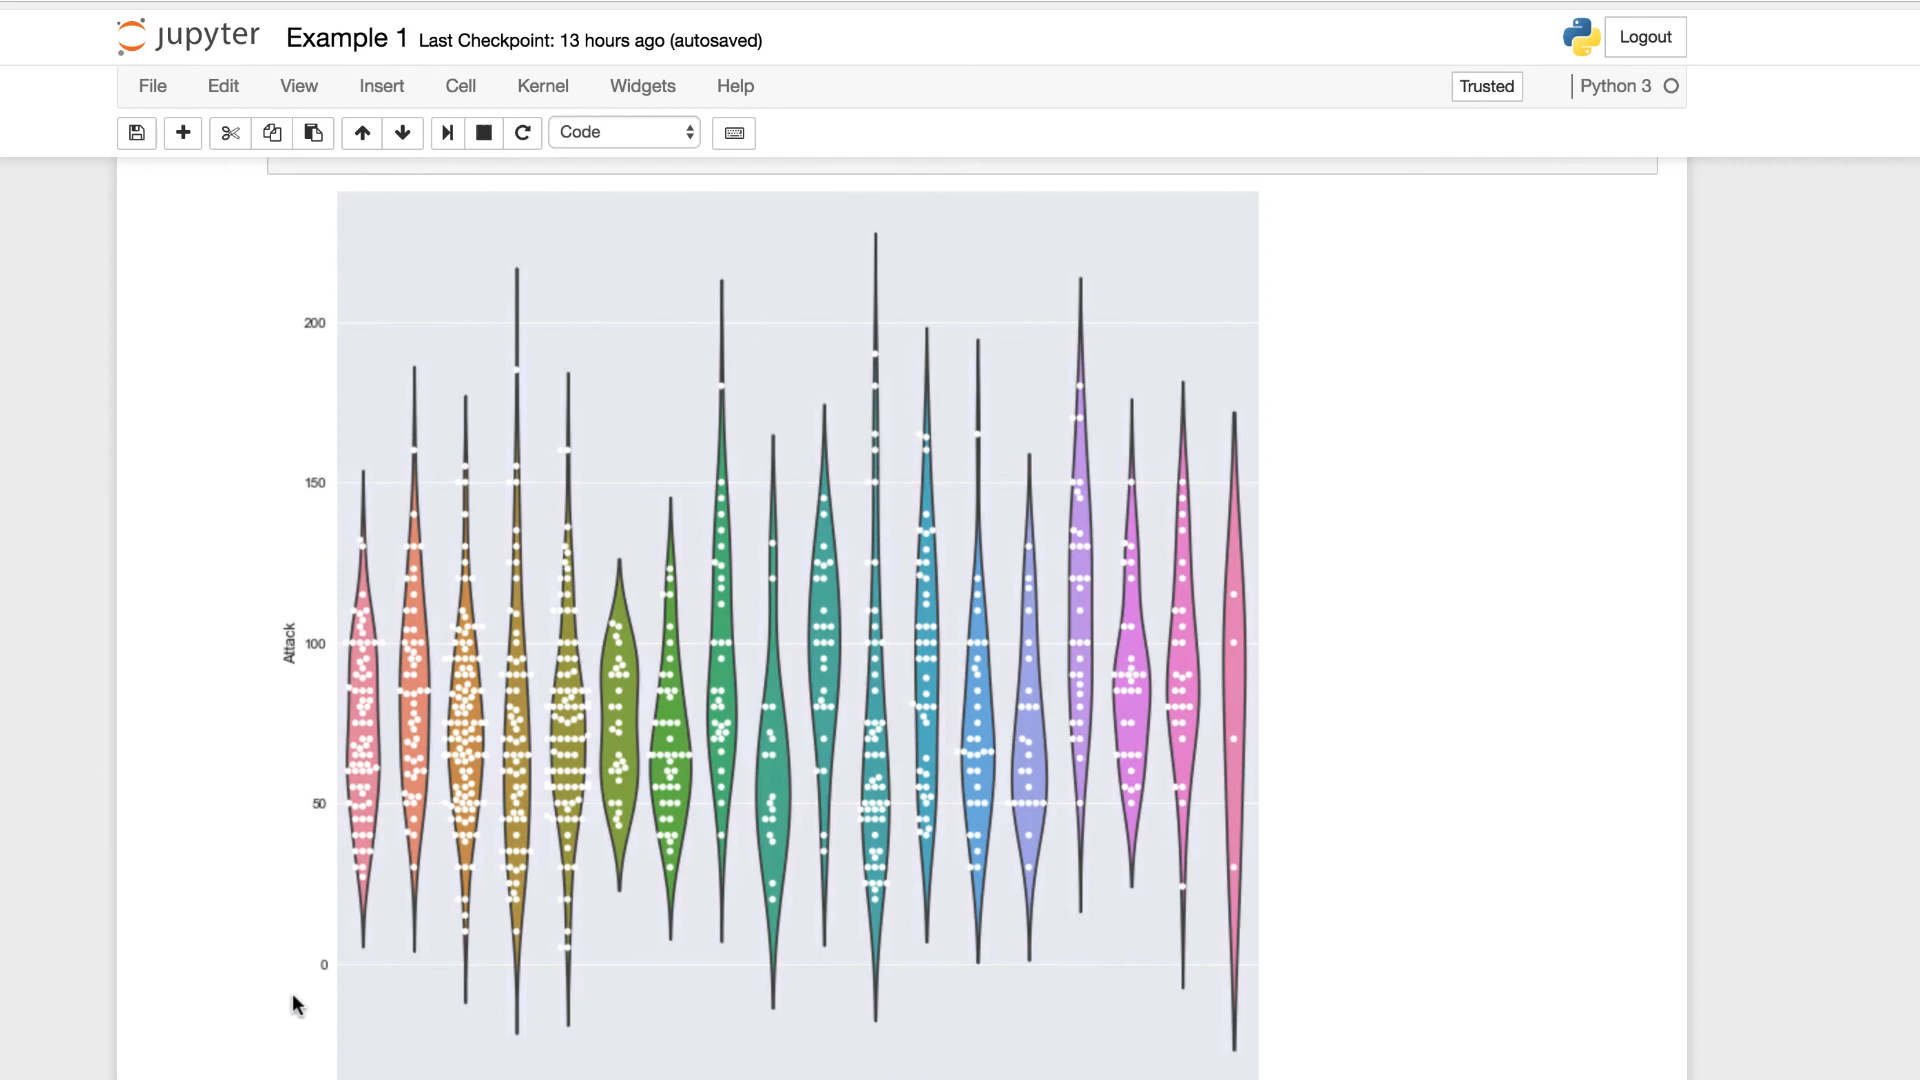 jupyter Example 1 Last Checkpoint: 13 hours ago (autosaved) Logout
File Edit View Insert Cell Kernel Widgets Help Trusted Python 3
Code
200
150
Attack
100
50
0